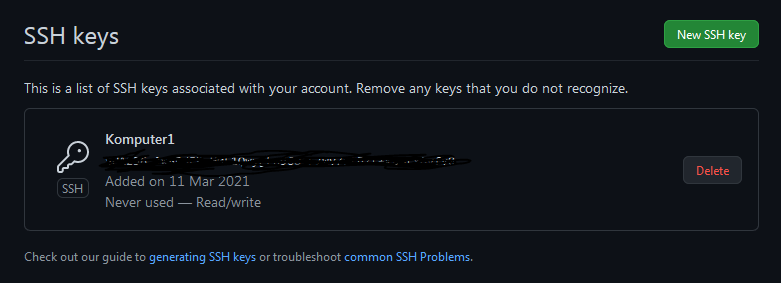 SSH keys
New SSH key
This is a list of SSH keys associated with your account. Remove any keys that you do not recognize.
Komputer1
Added on 11 Mar 2021
Never used — Read/write
SSH
Delete
Check out our guide to generating SSH keys or troubleshoot common SSH Problems.